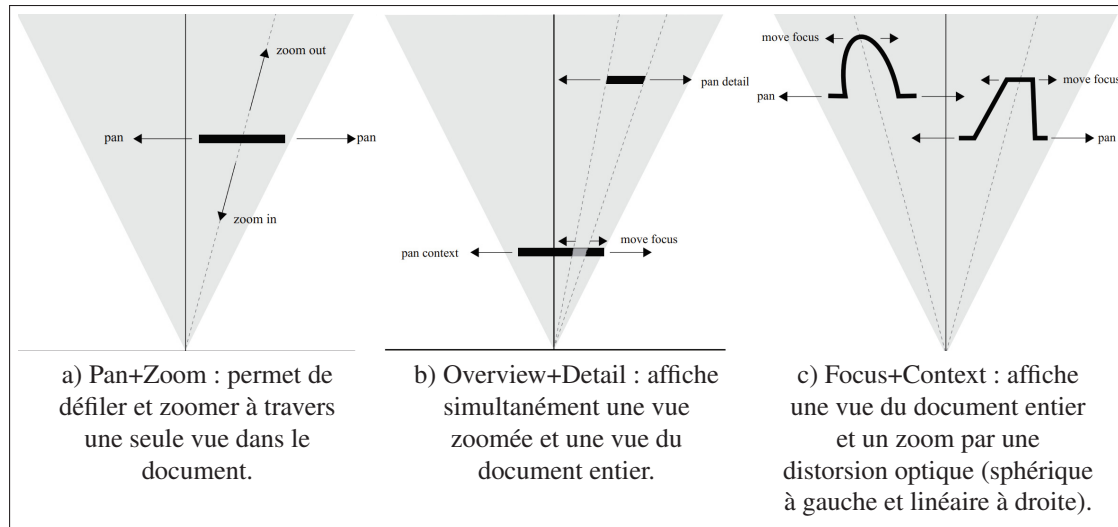 zoom out
pan
pan
zoom in
a) Pan+Zoom : permet de
défiler et zoomer à travers
une seule vue dans le
document.
pan detail
move focus
pan context
b) Overview+Detail : affiche
simultanément une vue
zoomée et une vue du
document entier.
move focus
pan
move focus
pan
c) Focus+Context : affiche
une vue du document entier
et un zoom par une
distorsion optique (sphérique
à gauche et linéaire à droite).